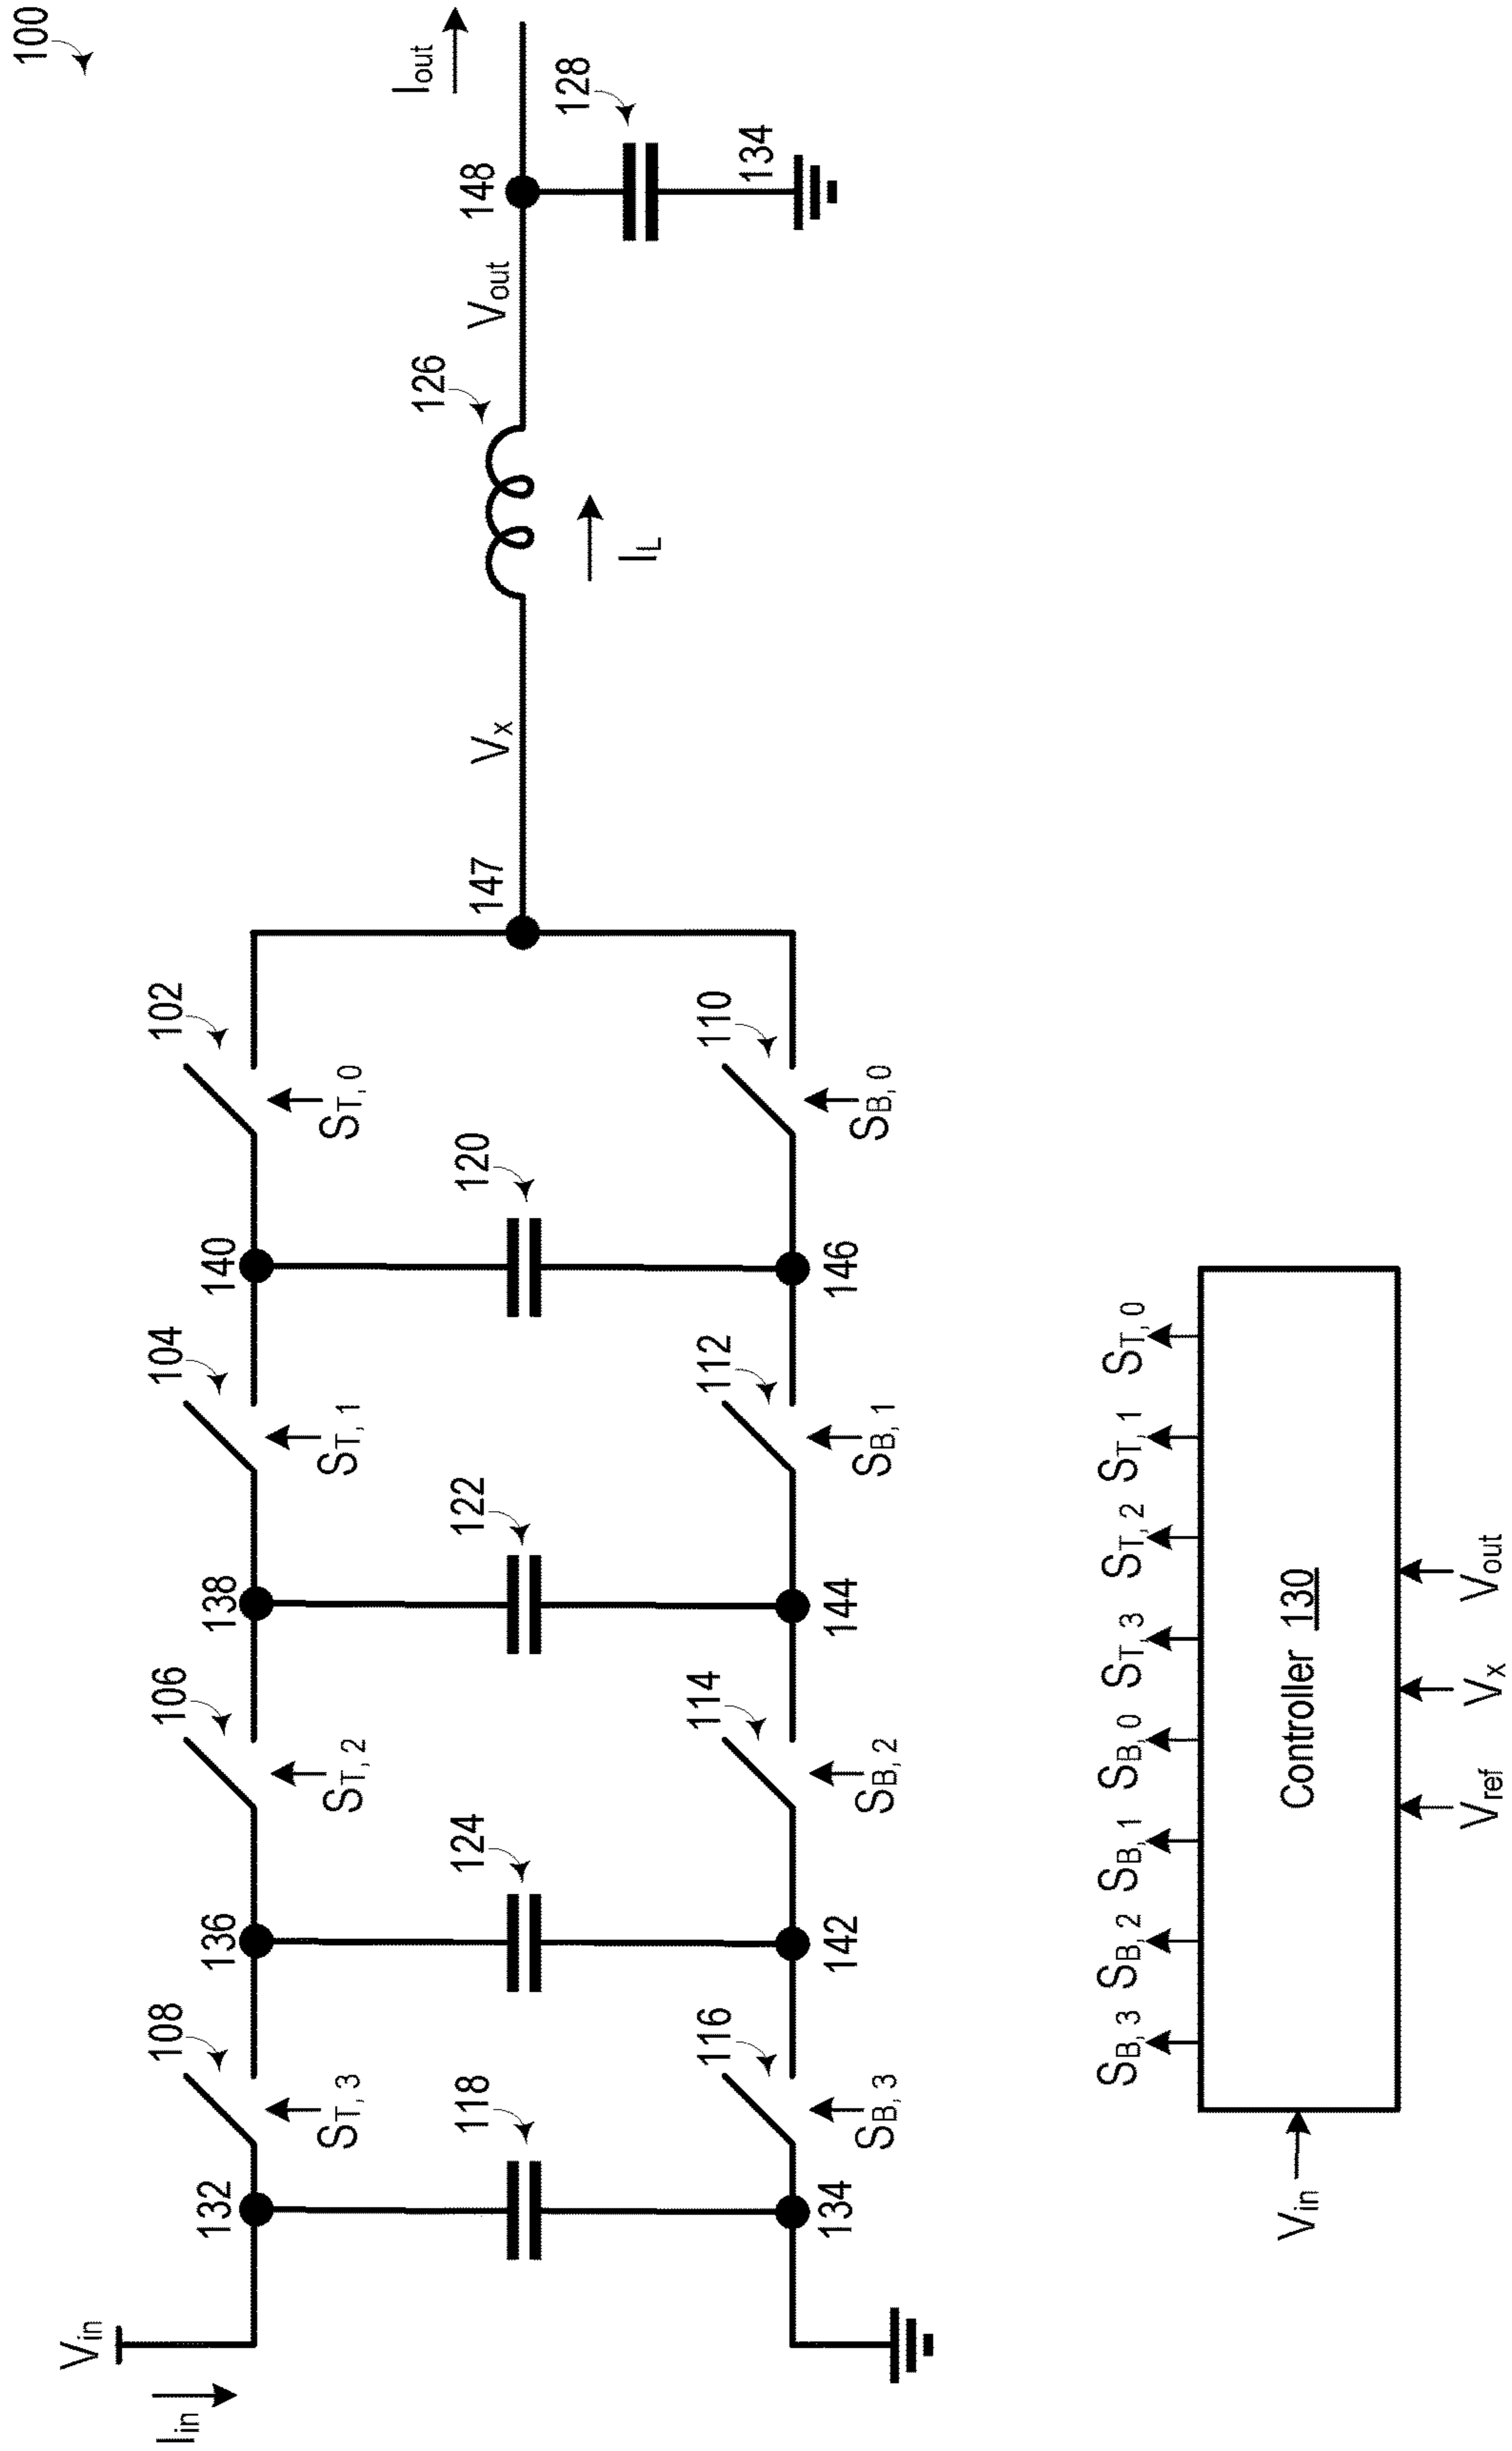 100
V_in
I_in
132
108
S_T, 3
118
116
S_B, 3
134
136
106
S_T, 2
124
114
S_B, 2
142
138
104
S_T, 1
122
112
S_B, 1
144
140
102
S_T, 0
120
110
S_B, 0
146
147
V_x
126
I_L
V_out
148
I_out
128
134
S_B, 3
S_B, 2
S_B, 1
S_B, 0
S_T, 3
S_T, 2
S_T, 1
S_T, 0
V_in
Controller 130
V_ref
V_x
V_out